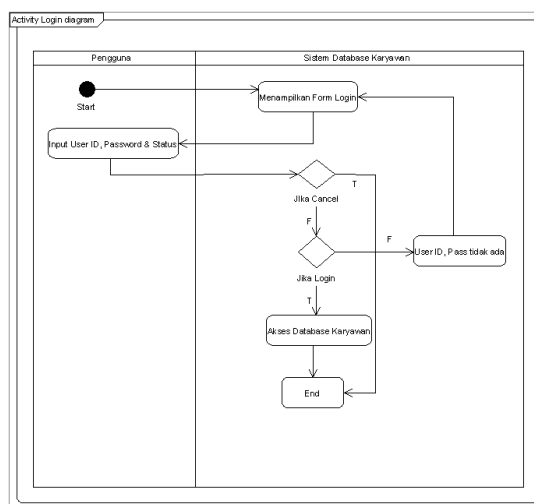 Activity Login diagram
Pengguna
Sistem Database Karyawan
Start
Menampilkan Form Login
Input User ID, Password & Status
T
JIka Cancel
F
F
User ID, Pass tidak ada
Jika Login
T
Akses Database Karyawan
End